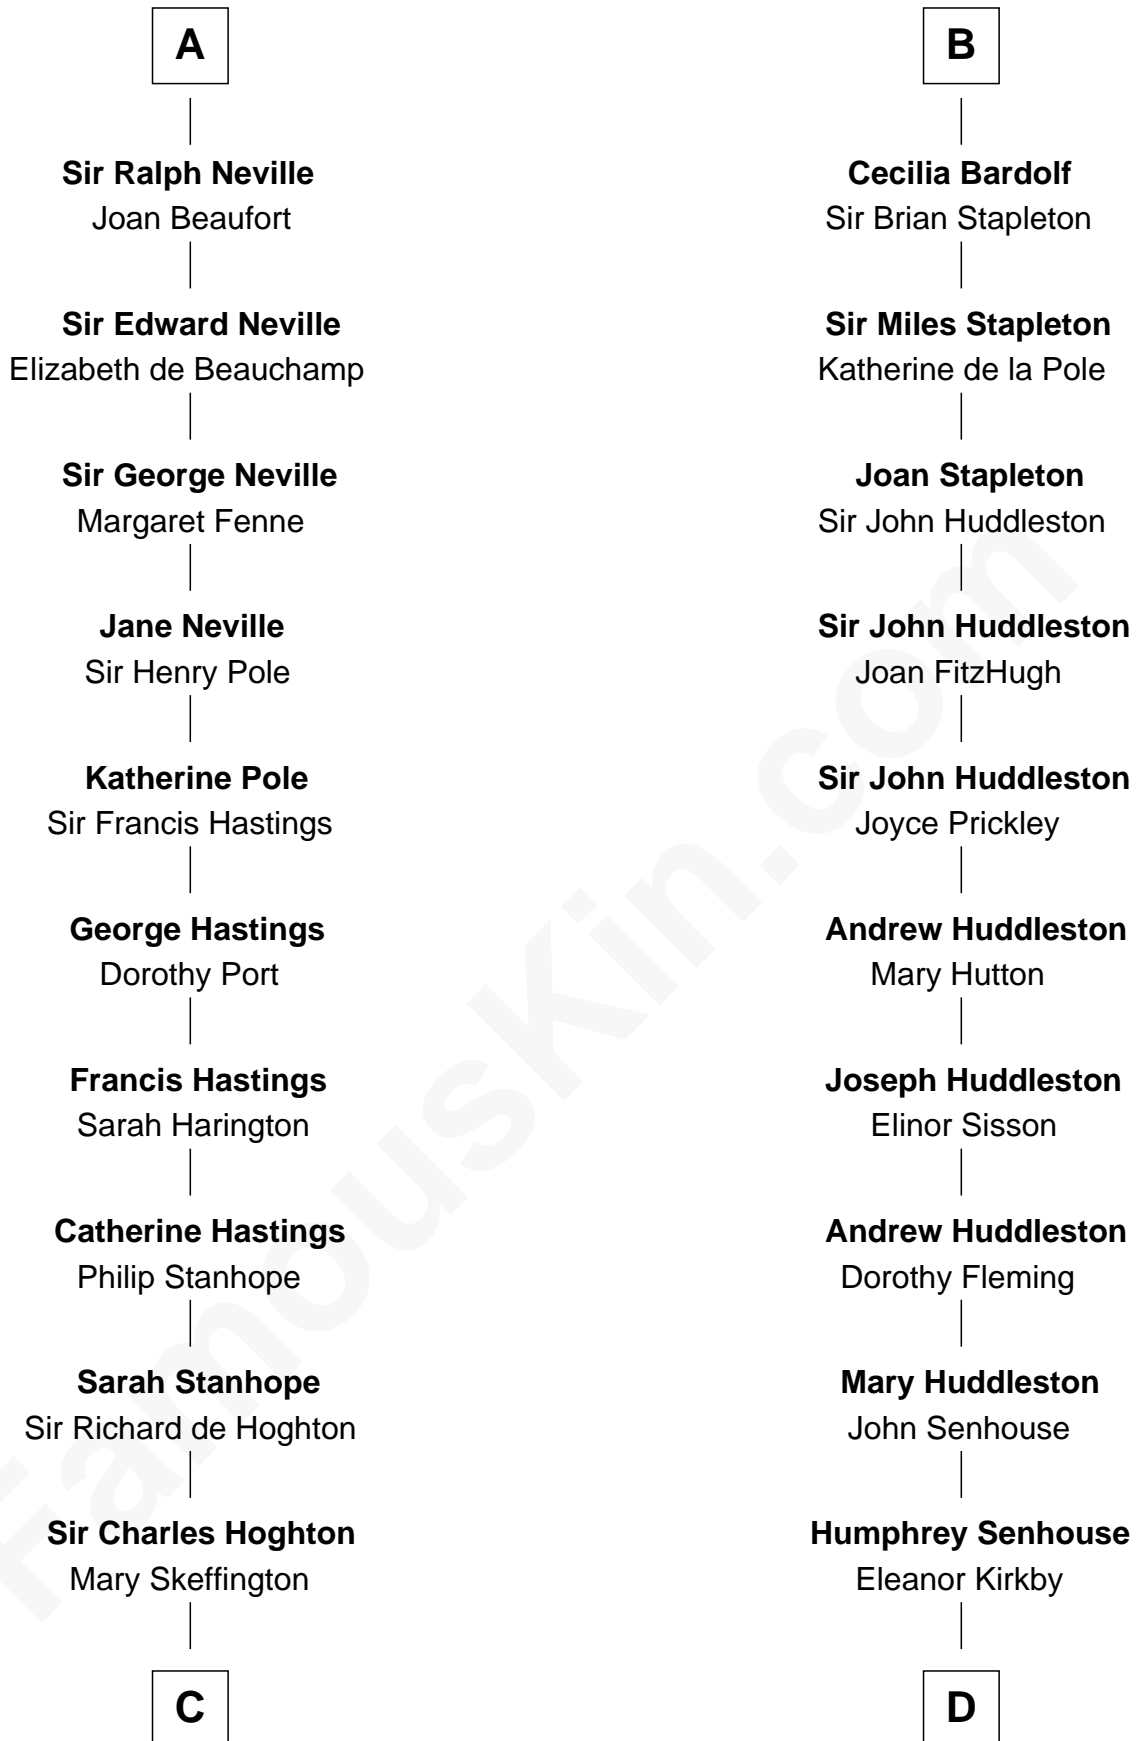 A
Sir Ralph Neville
Joan Beaufort
Sir Edward Neville
Elizabeth de Beauchamp
Sir George Neville
Margaret Fenne
Jane Neville
Sir Henry Pole
Katherine Pole
Sir Francis Hastings
George Hastings
Dorothy Port
Francis Hastings
Sarah Harington
Catherine Hastings
Philip Stanhope
Sarah Stanhope
Sir Richard de Hoghton
Sir Charles Hoghton
Mary Skeffington
C
B
Cecilia Bardolf
Sir Brian Stapleton
Sir Miles Stapleton
Katherine de la Pole
Joan Stapleton
Sir John Huddleston
Sir John Huddleston
Joan FitzHugh
Sir John Huddleston
Joyce Prickley
Andrew Huddleston
Mary Hutton
Joseph Huddleston
Elinor Sisson
Andrew Huddleston
Dorothy Fleming
Mary Huddleston
John Senhouse
Humphrey Senhouse
Eleanor Kirkby
D
FamousKin.com